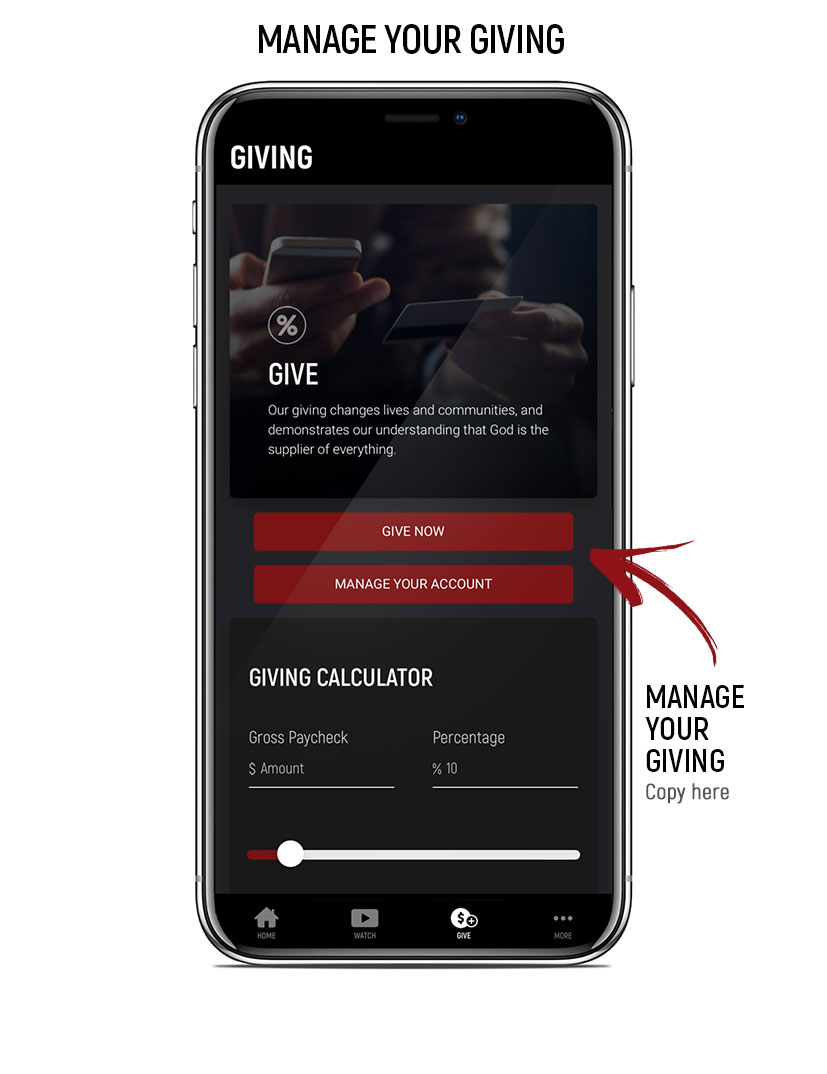 MANAGE YOUR GIVING
GIVING
%
GIVE
Our giving changes lives and communities, and
demonstrates our understanding that God is the
supplier of everything.
GIVE NOW
MANAGE YOUR ACCOUNT
GIVING CALCULATOR
Gross Paycheck Percentage
$ Amount % 10
MANAGE
YOUR
GIVING
Copy here
$
HOME WATCH GIVE MORE